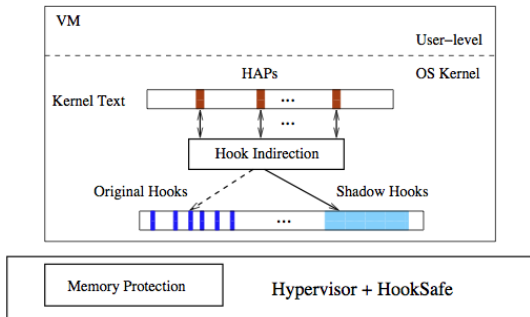 VM
User–level
HAPs
OS Kernel
Kernel Text
...
...
Hook Indirection
Original Hooks
Shadow Hooks
...
Memory Protection
Hypervisor + HookSafe